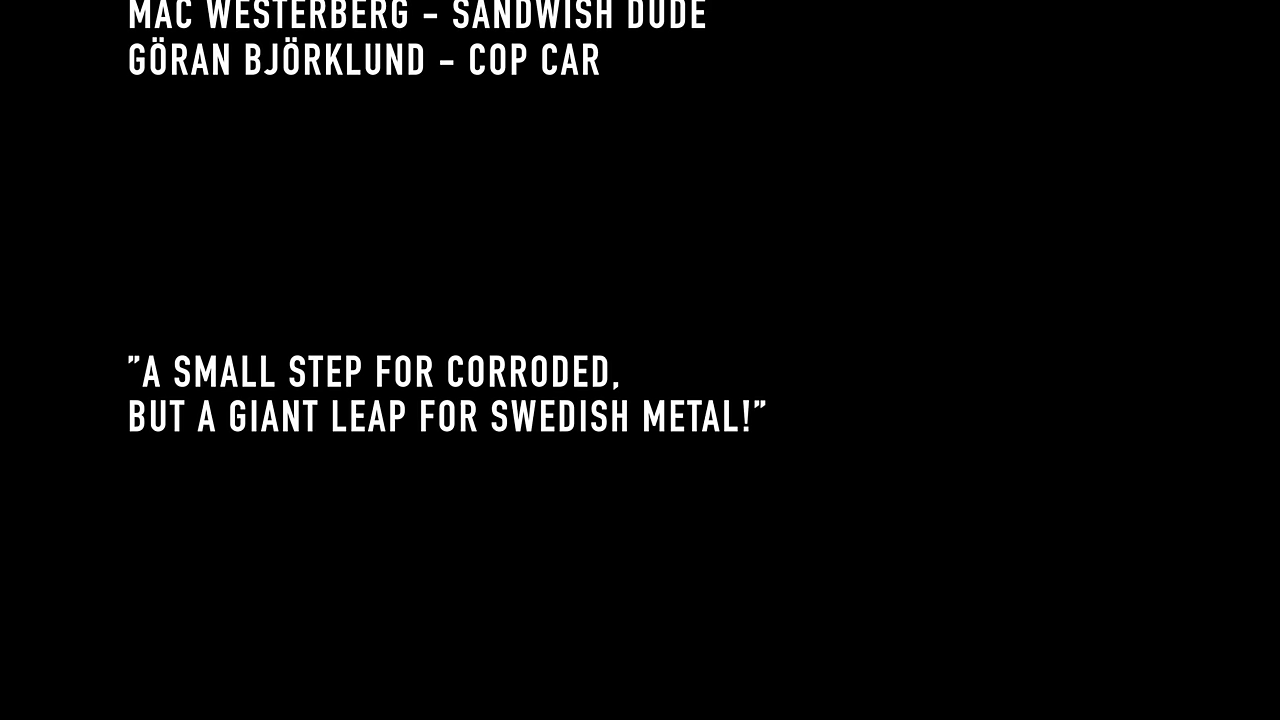 MAC WESTERBERG – SANDWISH DUDE
GÖRAN BJÖRKLUND – COP CAR
”A SMALL STEP FOR CORRODED,
BUT A GIANT LEAP FOR SWEDISH METAL!”